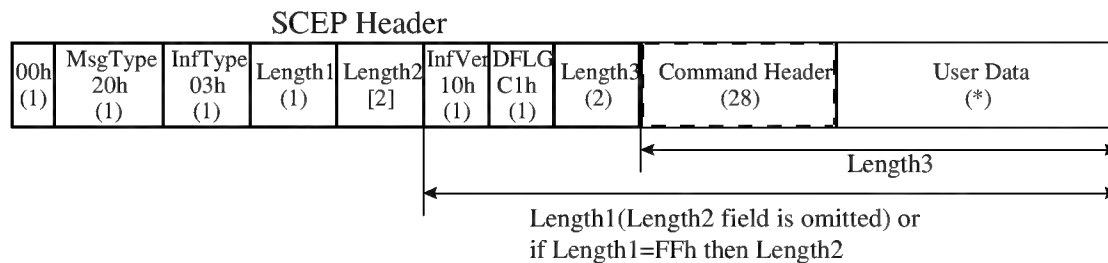 SCEP Header
00h
(1)
MsgType
20h
(1)
InfType
03h
(1)
Length1
(1)
Length2
[2]
InfVer
10h
(1)
DFLG
C1h
(1)
Length3
(2)
Command Header
(28)
User Data
(*)
Length3
Length1(Length2 field is omitted) or
if Length1=FFh then Length2